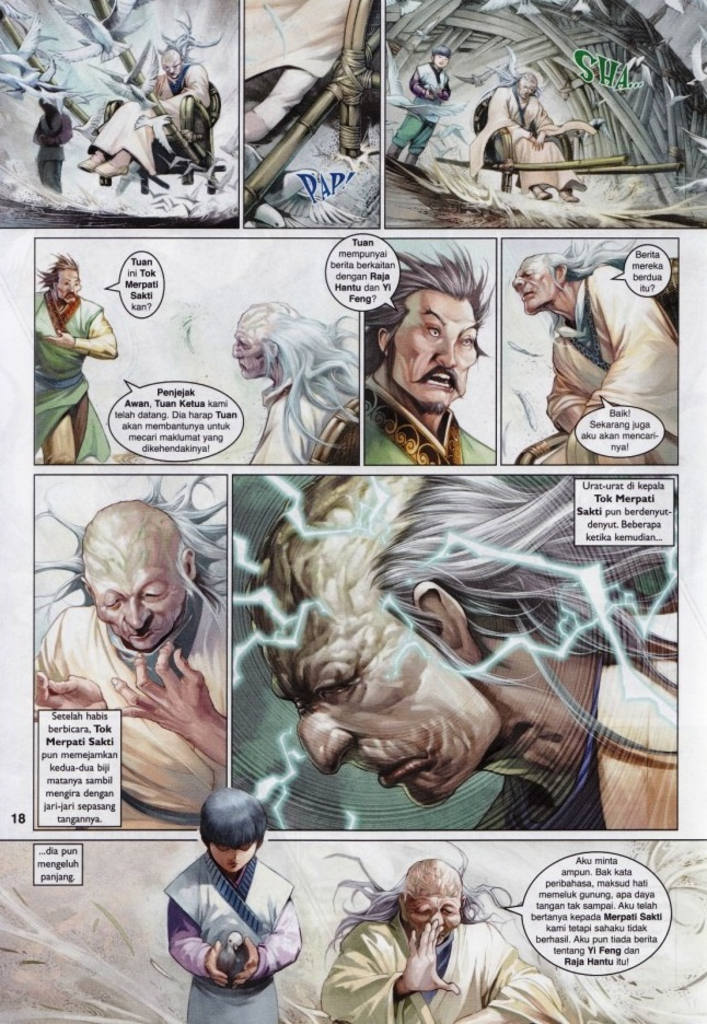 PAP!
SHA...
Tuan
ini Tok
Merpati
Sakti
kan?
Penjejak
Awan, Tuan Ketua kami
telah datang. Dia harap Tuan
akan membantunya untuk
mecari maklumat yang
dikehendakinya!
Tuan
mempunyai
berita berkaitan
dengan Raja
Hantu dan Yi
Feng?
Berita
mereka
berdua
itu?
Baik!
Sekarang juga
aku akan mencari-
nya!
Setelah habis
berbicara, Tok
Merpati Sakti
pun memejamkan
kedua-dua biji
matanya sambil
mengira dengan
jari-jari sepasang
tangannya.
Urat-urat di kepala
Tok Merpati
Sakti pun berdenyut-
denyut. Beberapa
ketika kemudian...
18
...dia pun
mengeluh
panjang.
Aku minta
ampun. Bak kata
peribahasa, maksud hati
memeluk gunung, apa daya
tangan tak sampai. Aku telah
bertanya kepada Merpati Sakti
kami tetapi sahaku tidak
berhasil. Aku pun tiada berita
tentang Yi Feng dan
Raja Hantu itu!